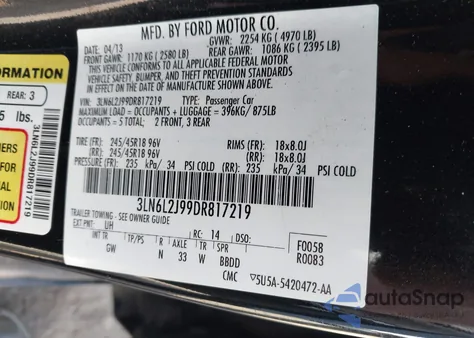 MFD. BY FORD MOTOR CO.
DATE: 04/13 GVWR: 2254 KG ( 4970 LB)
FRONT GAWR: 1170 KG ( 2580 LB) REAR GAWR: 1086 KG ( 2395 LB)
THIS VEHICLE CONFORMS TO ALL APPLICABLE FEDERAL MOTOR
VEHICLE SAFETY, BUMPER, AND THEFT PREVENTION STANDARDS IN
EFFECT ON THE DATE OF MANUFACTURE SHOWN ABOVE.
VIN: 3LN6L2J99DR817219 TYPE: Passenger Car
MAXIMUM LOAD = OCCUPANTS + LUGGAGE = 396KG/ 875LB
OCCUPANTS = 5 TOTAL: 2 FRONT, 3 REAR
TIRE (FR): 245/45R18 96V RIMS (FR): 18x8.0J
(RR): 245/45R18 96V (RR): 18x8.0J
PRESSURE (FR): 235 kPa/ 34 PSI COLD (RR): 235 kPa/ 34 PSI COLD
3LN6L2J99DR817219
TRAILER TOWING - SEE OWNER GUIDE
EXT PNT: UH RC: 14 DSO: F0058
INT TR TP/PS R AXLE TR SPR R0083
GW N 33 W BBDD
CMC ▽5U5A-5420472-AA
FORMATION
REAR: 3
5 lbs.
3LN6L2J99DR817219
autoSnap